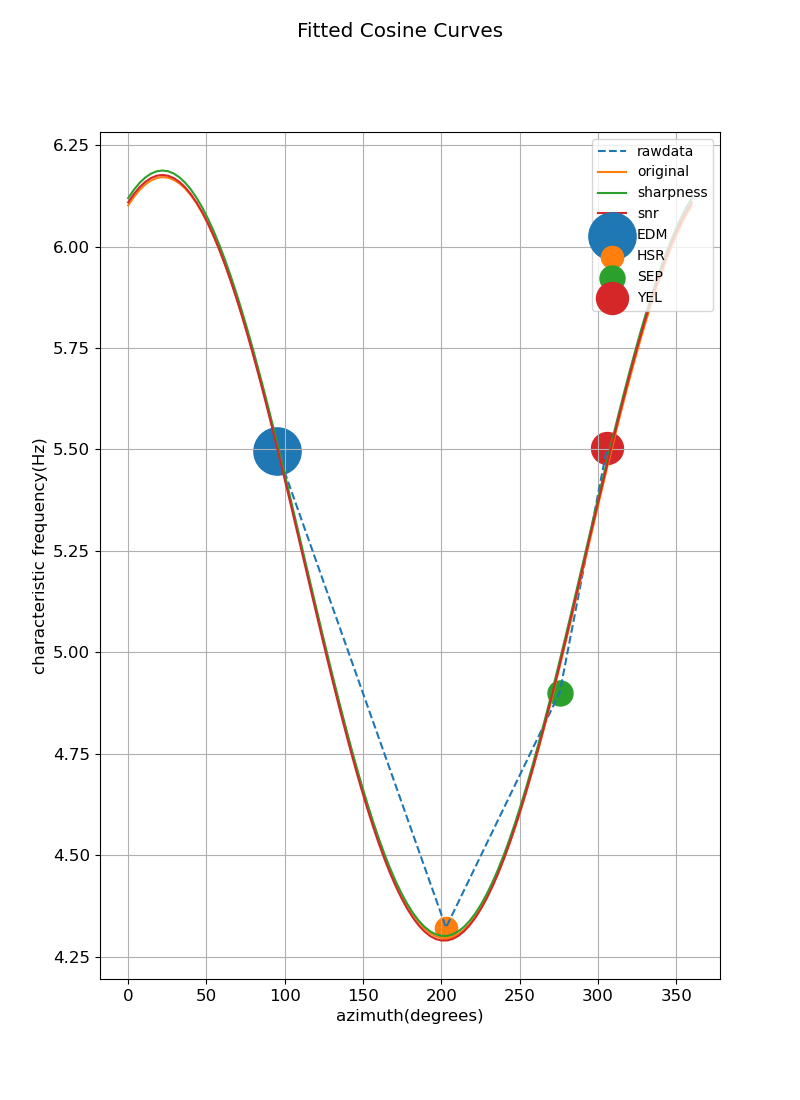 Fitted Cosine Curves
6.25
6.00
5.75
5.50
5.25
5.00
4.75
4.50
4.25
characteristic frequency(Hz)
rawdata
original
sharpness
snr
EDM
HSR
SEP
YEL
0 50 100 150 200 250 300 350
azimuth(degrees)